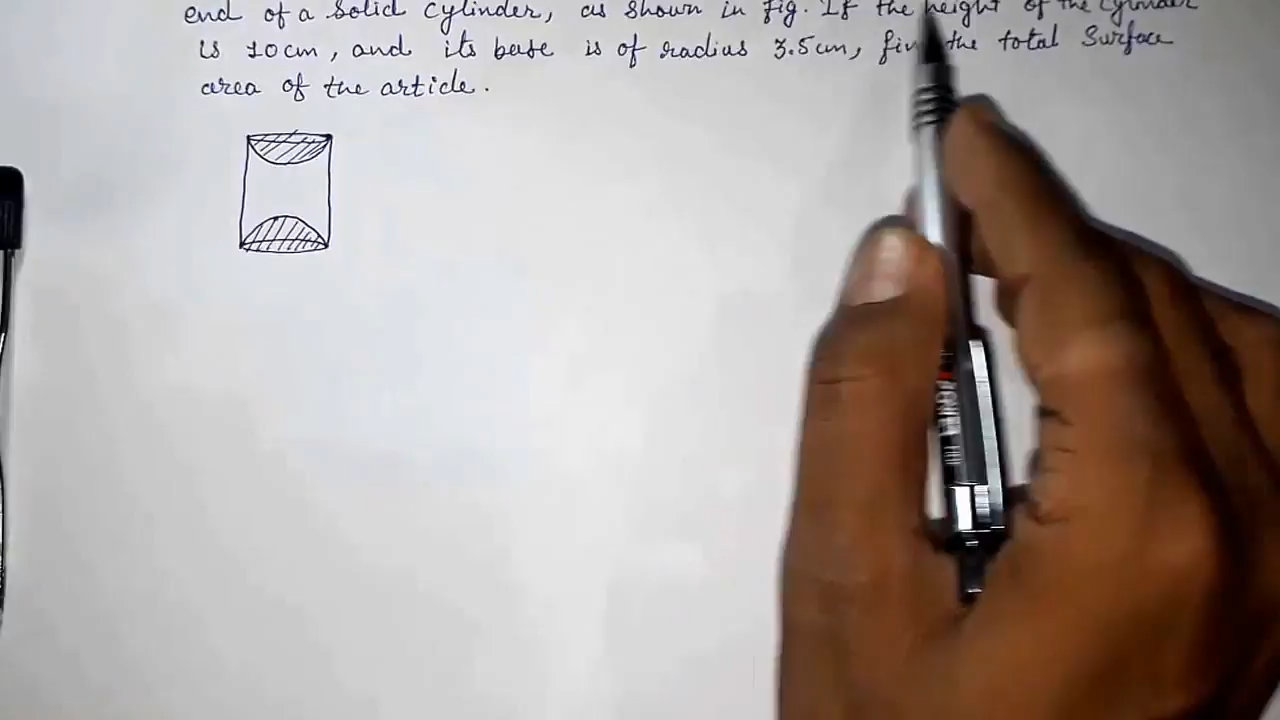 end of a Solid Cylinder, as shown in fig. If the height of the Cylinder
is 10cm, and its base is of radius 3.5cm, find the total Surface
area of the article.